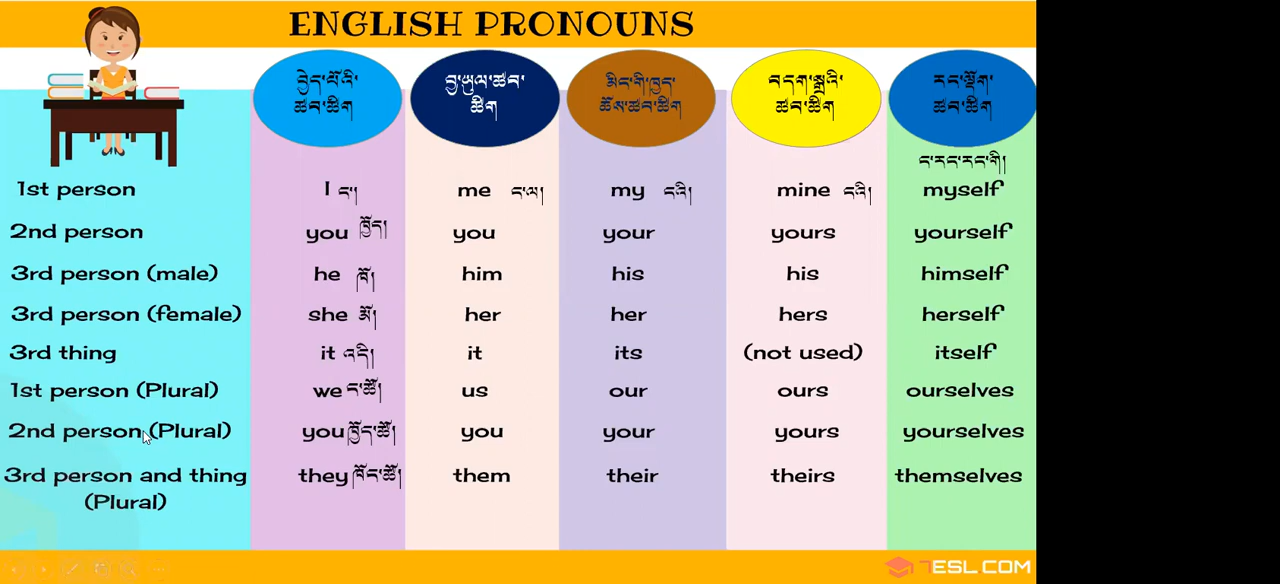 ENGLISH PRONOUNS
བྱེད་པོའི་ བྱ་ཡུལ་ཚབ་ མིང་གི་ཁྱད་ བདག་སྒྲའི་ རང་ལྡོག་
ཚབ་ཚིག ཚིག ཆོས་ཚབ་ཚིག ཚབ་ཚིག ཚབ་ཚིག
ང་རང་རང་གི།
1st person I ང་། me ང་ལ། my ངའི། mine ངའི། myself
2nd person you ཁྱོད། you your yours yourself
3rd person (male) he ཁོ། him his his himself
3rd person (female) she མོ། her her hers herself
3rd thing it འདི། it its (not used) itself
1st person (Plural) we ང་ཚོ། us our ours ourselves
2nd person (Plural) you ཁྱོད་ཚོ། you your yours yourselves
3rd person and thing they ཁོང་ཚོ། them their theirs themselves
(Plural)
7ESL.COM